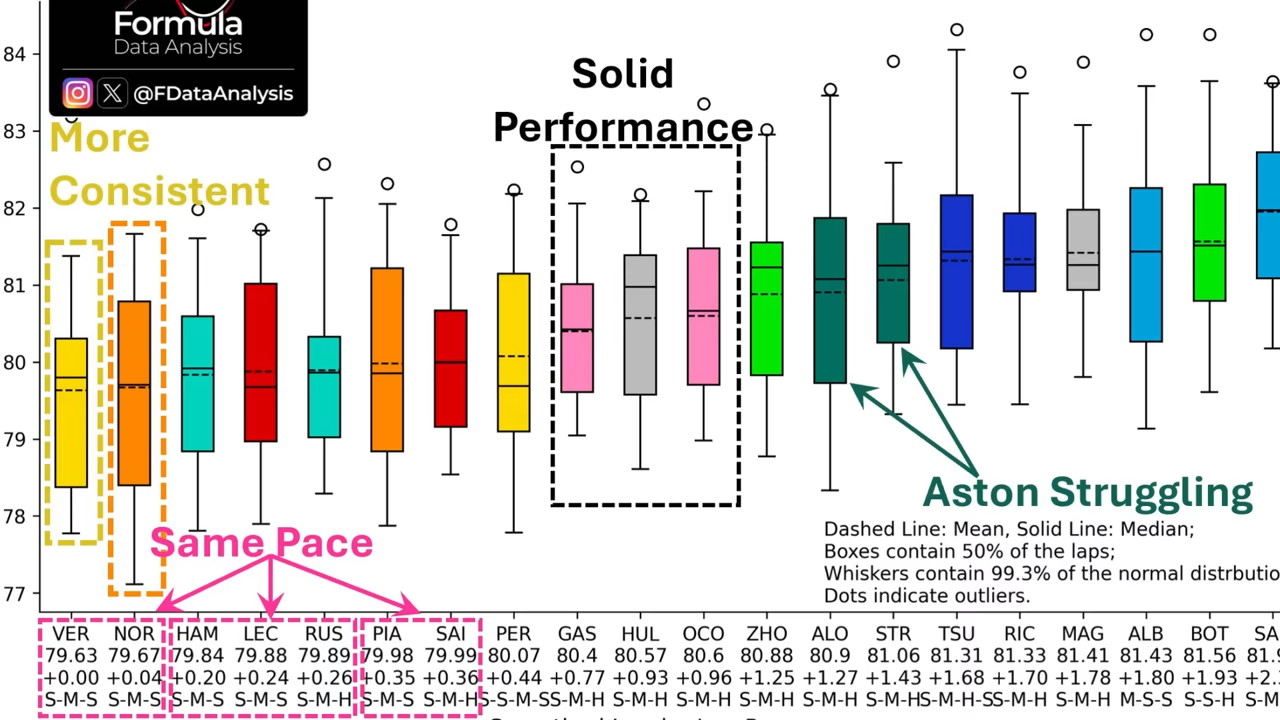 Formula
Data Analysis
@FDataAnalysis
Solid
Performance
More
Consistent
84
83
82
81
80
79
78
77
Same Pace
Aston Struggling
Dashed Line: Mean, Solid Line: Median;
Boxes contain 50% of the laps;
Whiskers contain 99.3% of the normal distrbutio
Dots indicate outliers.
VER NOR HAM LEC RUS PIA SAI PER GAS HUL OCO ZHO ALO STR TSU RIC MAG ALB BOT SA
79.63 79.67 79.84 79.88 79.89 79.98 79.99 80.07 80.4 80.57 80.6 80.88 80.9 81.06 81.31 81.33 81.41 81.43 81.56 81.9
+0.00 +0.04 +0.20 +0.24 +0.26 +0.35 +0.36 +0.44 +0.77 +0.93 +0.96 +1.25 +1.27 +1.43 +1.68 +1.70 +1.78 +1.80 +1.93 +2.
S-M-S S-M-S S-M-S S-M-H S-M-H S-M-H S-M-H S-M-S-S S-M-H S-M-H S-M-H S-M-H S-M-H S-M-H S-M-H-S S-M-H S-M-H M-S-S S-S-H S-M-